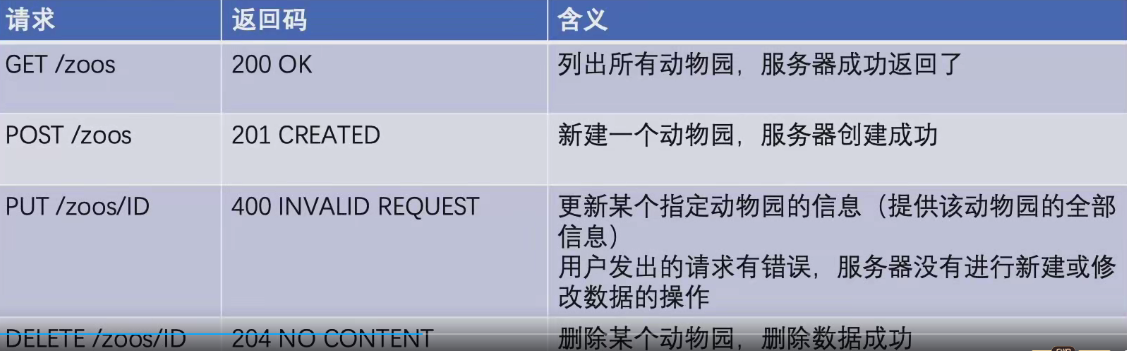 请求 返回码 含义
GET /zoos 200 OK 列出所有动物园，服务器成功返回了
POST /zoos 201 CREATED 新建一个动物园，服务器创建成功
PUT /zoos/ID 400 INVALID REQUEST 更新某个指定动物园的信息（提供该动物园的全部
信息）
用户发出的请求有错误，服务器没有进行新建或修
改数据的操作
DELETE /zoos/ID 204 NO CONTENT 删除某个动物园，删除数据成功